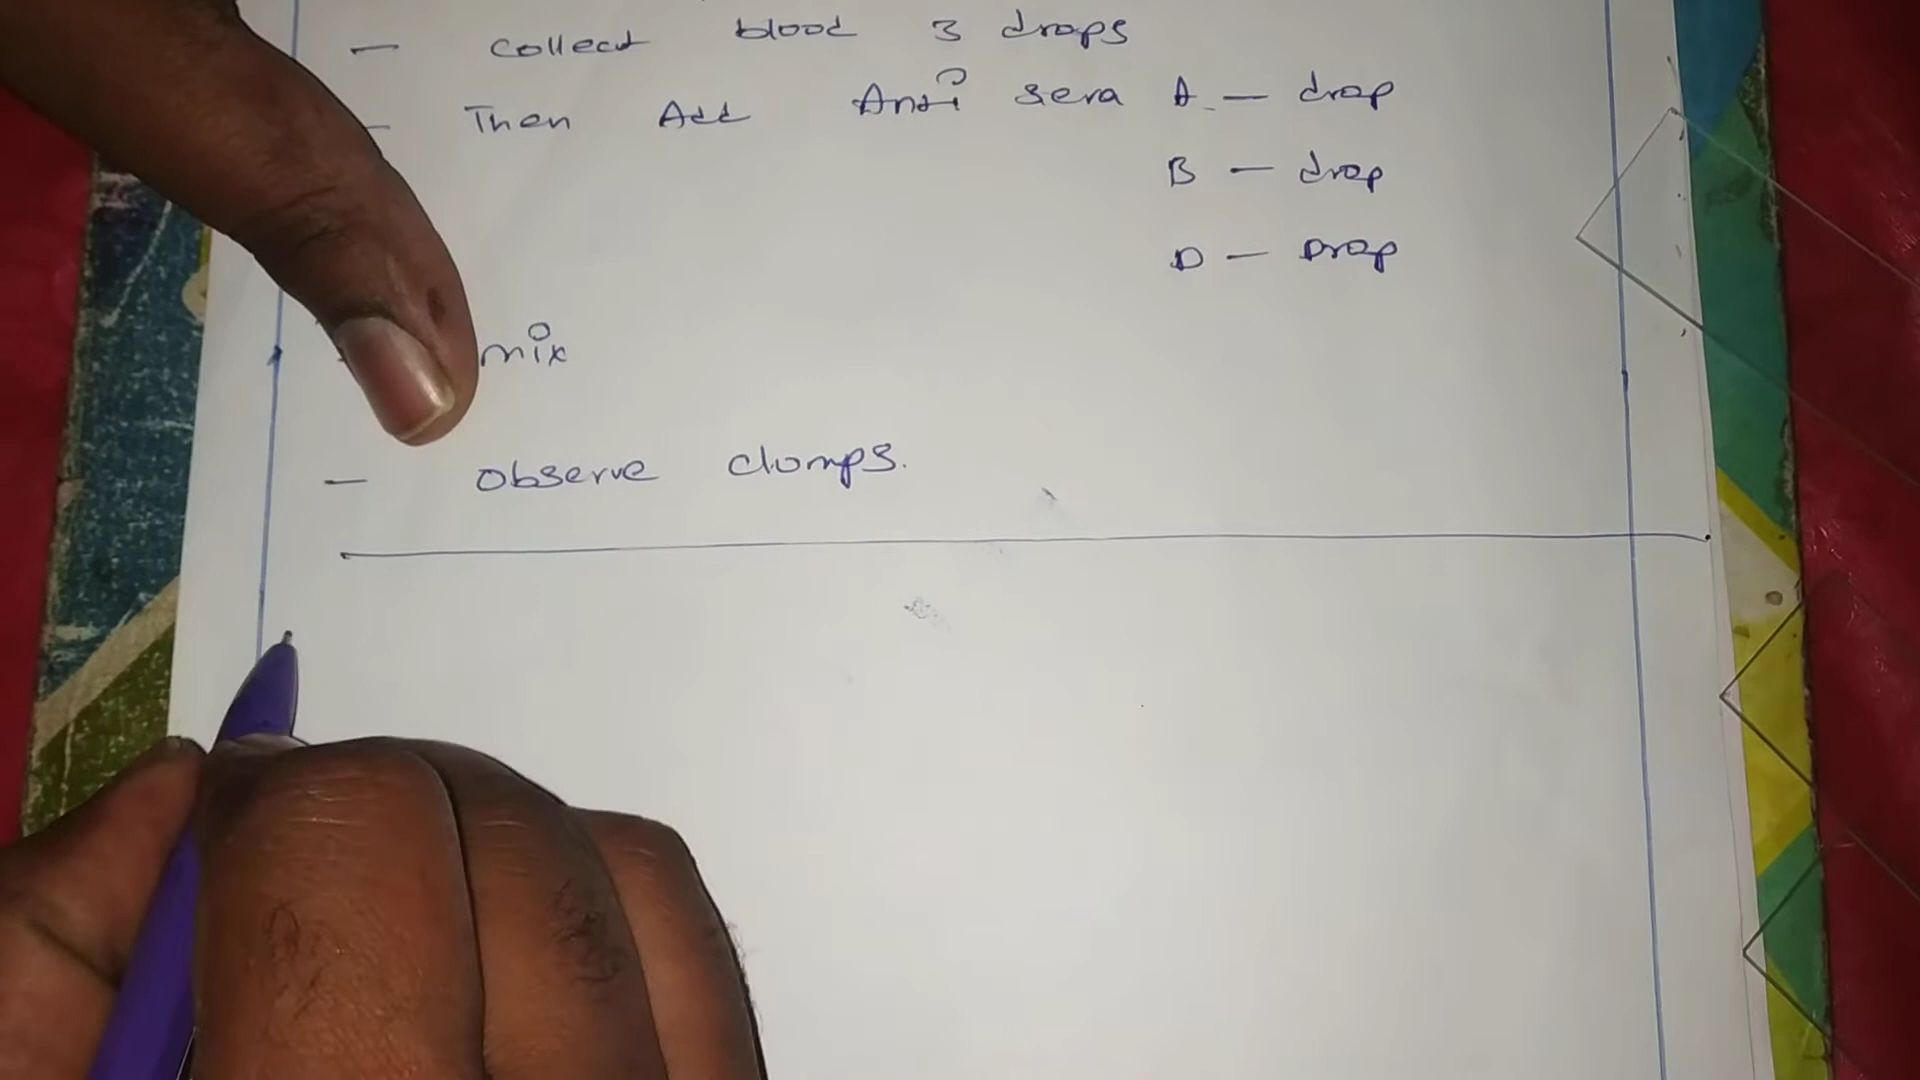 — collect blood 3 drops
— Then Add Anti sera A — drop
B — drop
D — Drop
mix
— observe clumps.